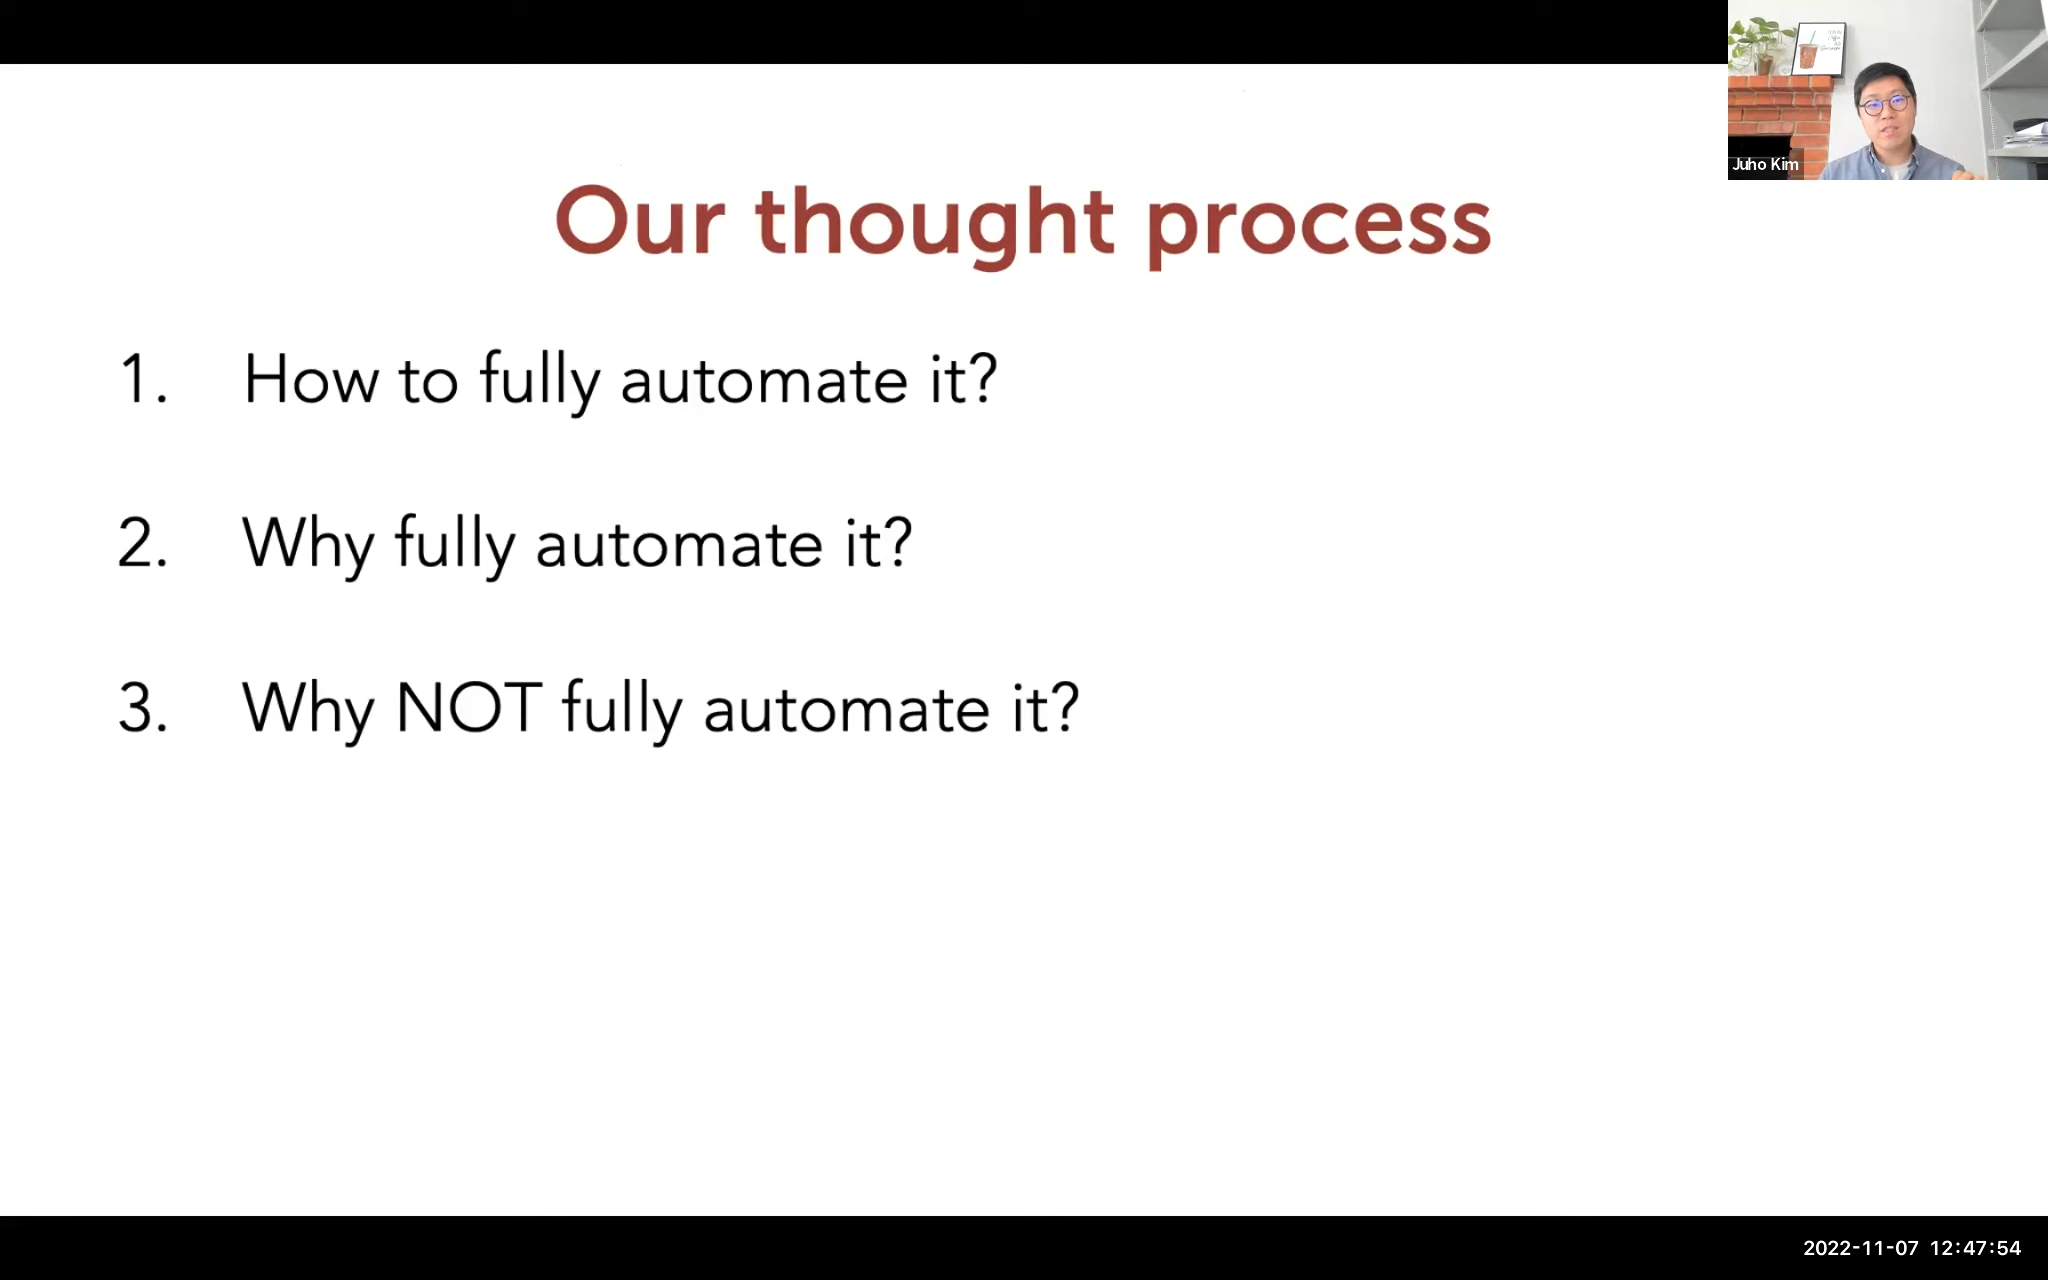 Our thought process
1. How to fully automate it?
2. Why fully automate it?
3. Why NOT fully automate it?
Juho Kim
2022-11-07 12:47:54